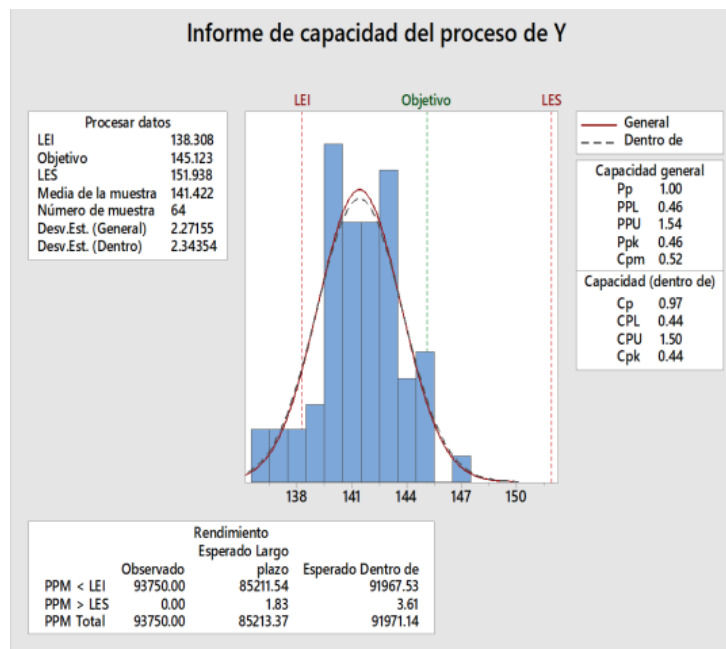 Informe de capacidad del proceso de Y
LEI Objetivo LES
Procesar datos
LEI 138.308
Objetivo 145.123
LES 151.938
Media de la muestra 141.422
Número de muestra 64
Desv.Est. (General) 2.27155
Desv.Est. (Dentro) 2.34354
General
Dentro de
Capacidad general
Pp 1.00
PPL 0.46
PPU 1.54
Ppk 0.46
Cpm 0.52
Capacidad (dentro de)
Cp 0.97
CPL 0.44
CPU 1.50
Cpk 0.44
138 141 144 147 150
Rendimiento
Esperado Largo
Observado plazo Esperado Dentro de
PPM < LEI 93750.00 85211.54 91967.53
PPM > LES 0.00 1.83 3.61
PPM Total 93750.00 85213.37 91971.14